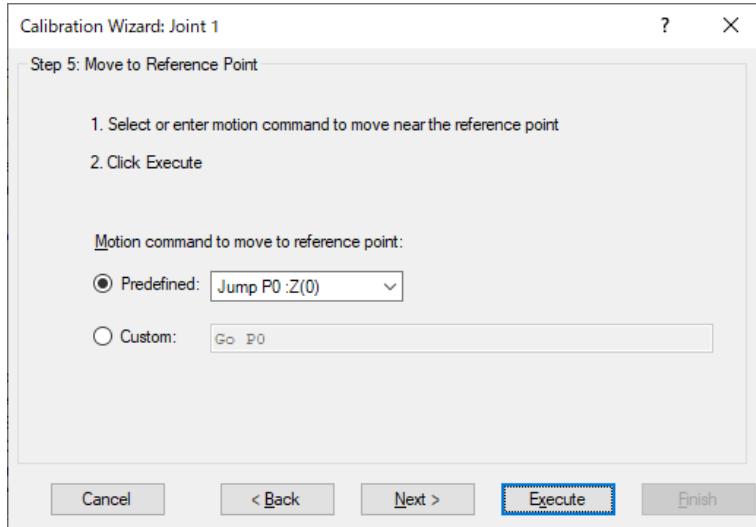 Calibration Wizard: Joint 1 ? ×
Step 5: Move to Reference Point
1. Select or enter motion command to move near the reference point
2. Click Execute
Motion command to move to reference point:
Predefined: Jump P0 :Z(0)
Custom: Go P0
Cancel < Back Next > Execute Finish